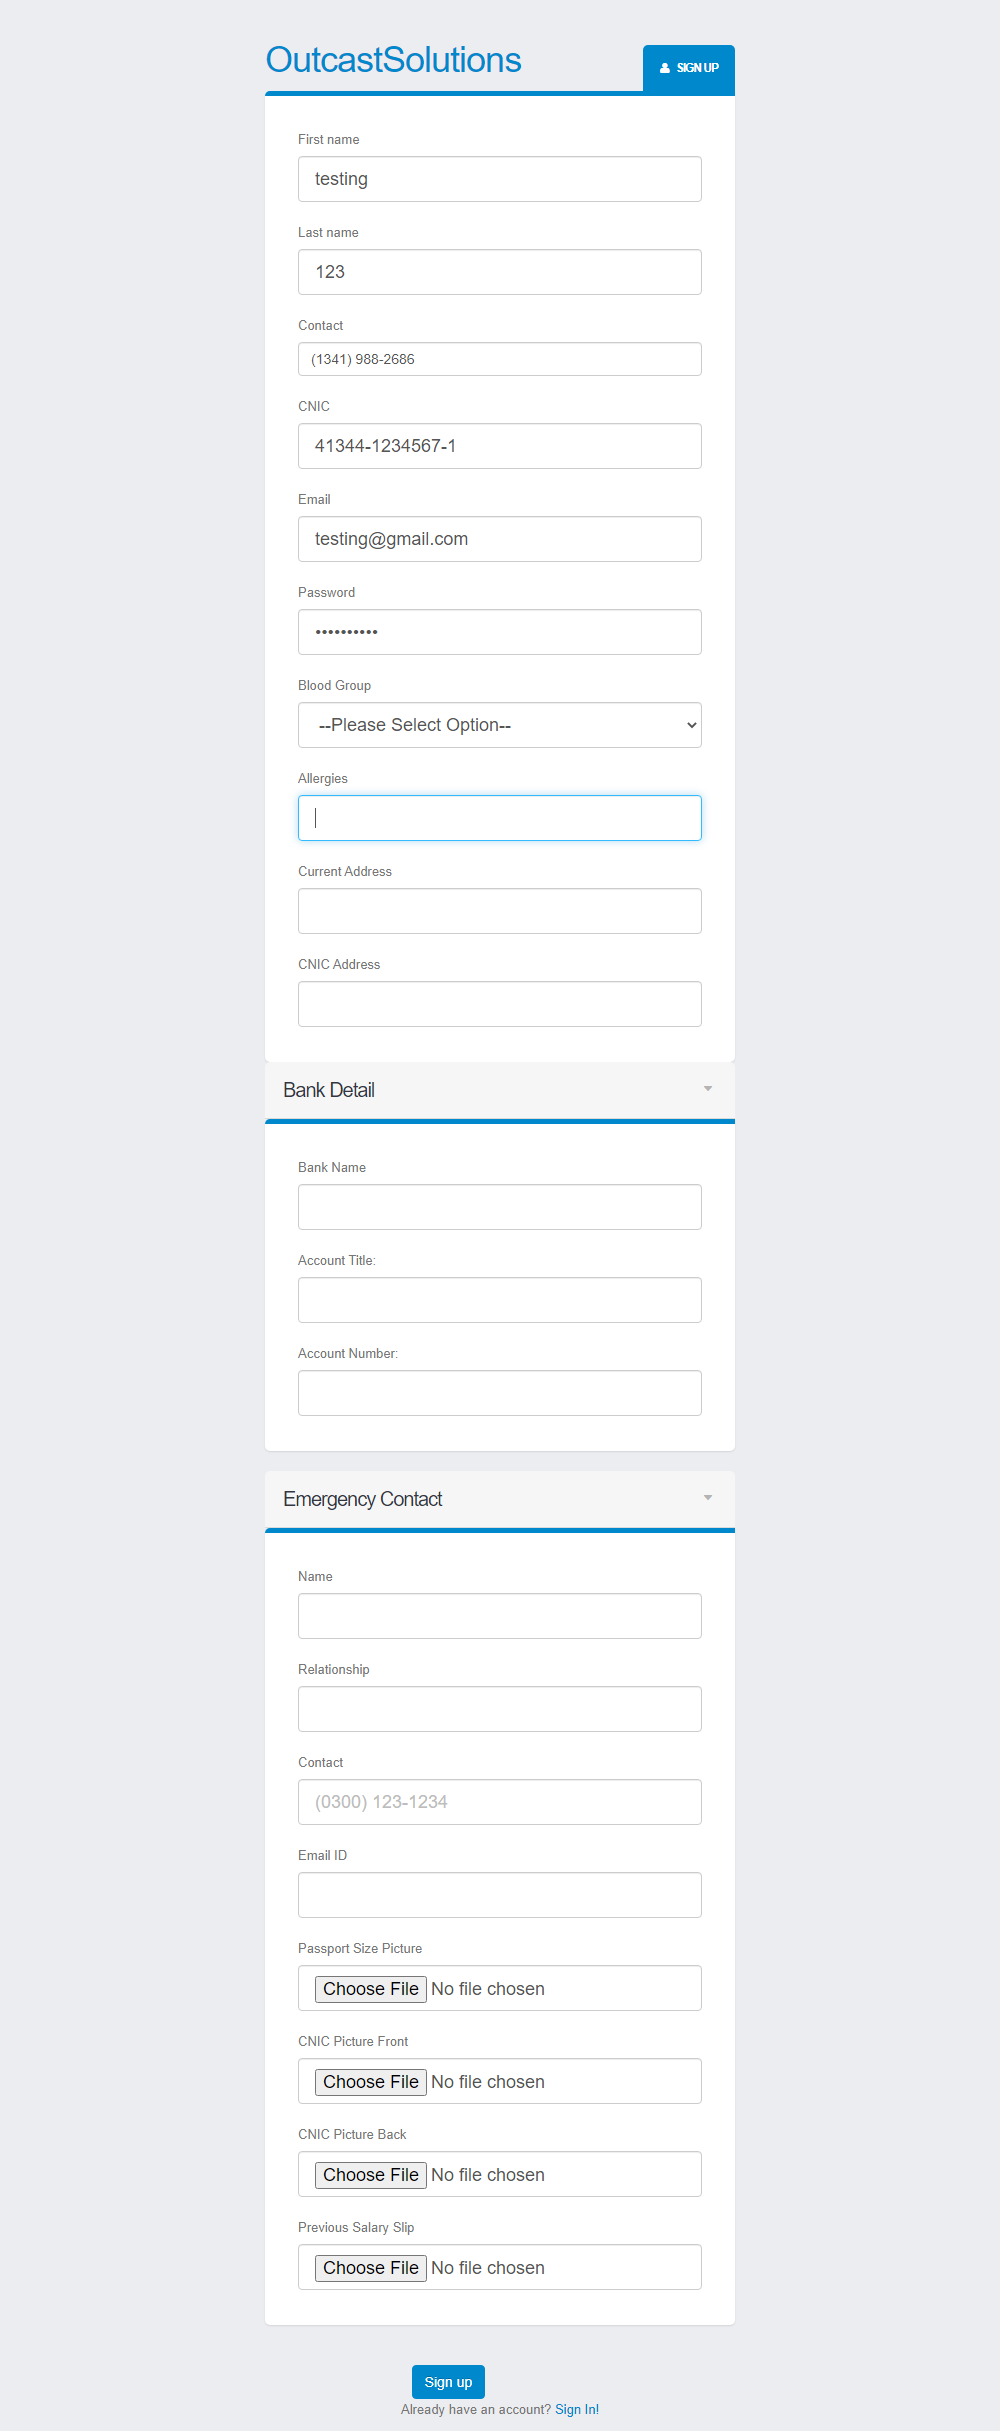 OutcastSolutions
SIGN UP
First name
testing
Last name
123
Contact
(1341) 988-2686
CNIC
41344-1234567-1
Email
testing@gmail.com
Password
••••••••••
Blood Group
--Please Select Option--
Allergies
Current Address
CNIC Address
Bank Detail
Bank Name
Account Title:
Account Number:
Emergency Contact
Name
Relationship
Contact
(0300) 123-1234
Email ID
Passport Size Picture
Choose File No file chosen
CNIC Picture Front
Choose File No file chosen
CNIC Picture Back
Choose File No file chosen
Previous Salary Slip
Choose File No file chosen
Sign up
Already have an account? Sign In!